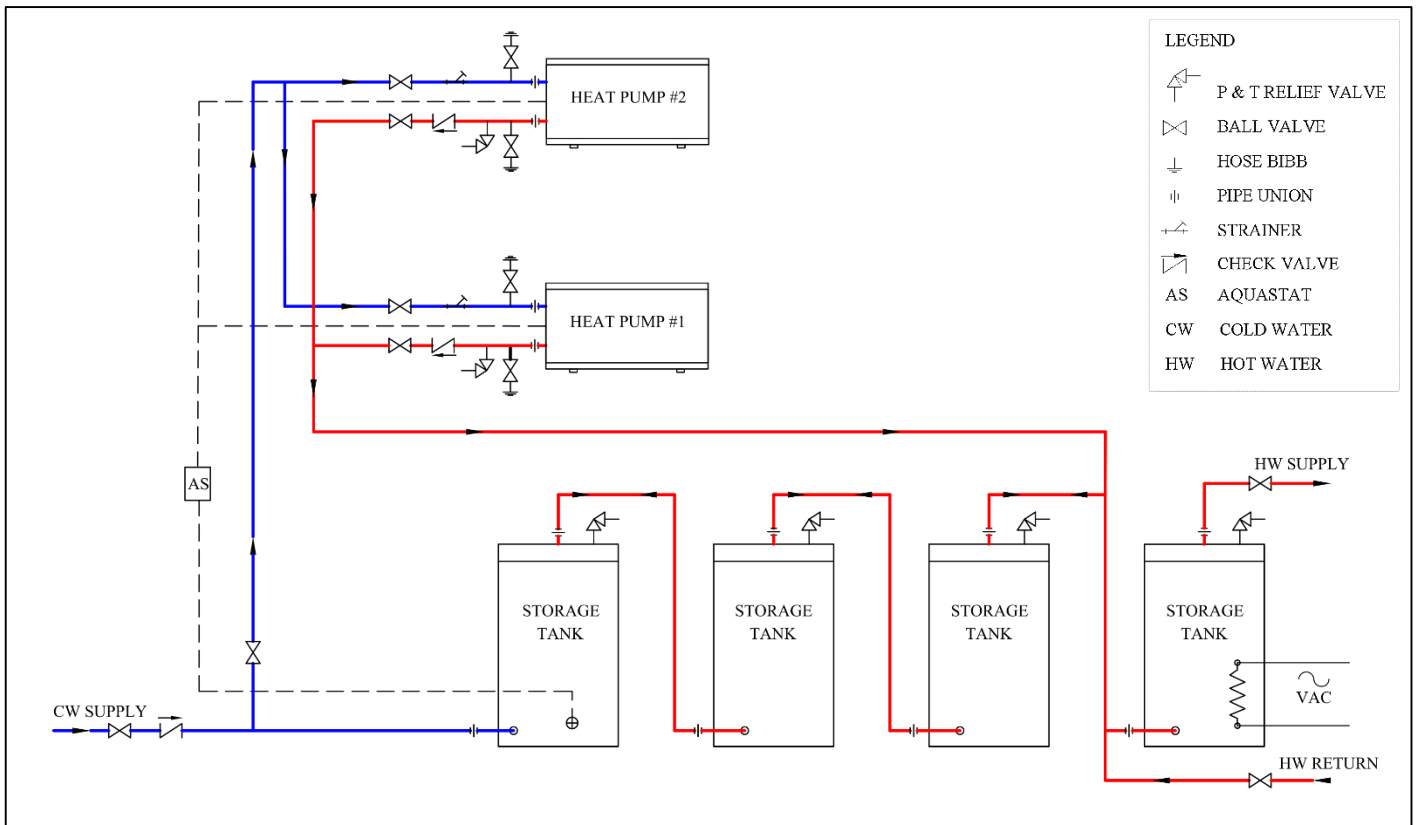 LEGEND
P & T RELIEF VALVE
BALL VALVE
HOSE BIBB
PIPE UNION
STRAINER
CHECK VALVE
AS AQUASTAT
CW COLD WATER
HW HOT WATER
HEAT PUMP #2
HEAT PUMP #1
AS
HW SUPPLY
STORAGE
TANK
STORAGE
TANK
STORAGE
TANK
STORAGE
TANK
VAC
CW SUPPLY
HW RETURN